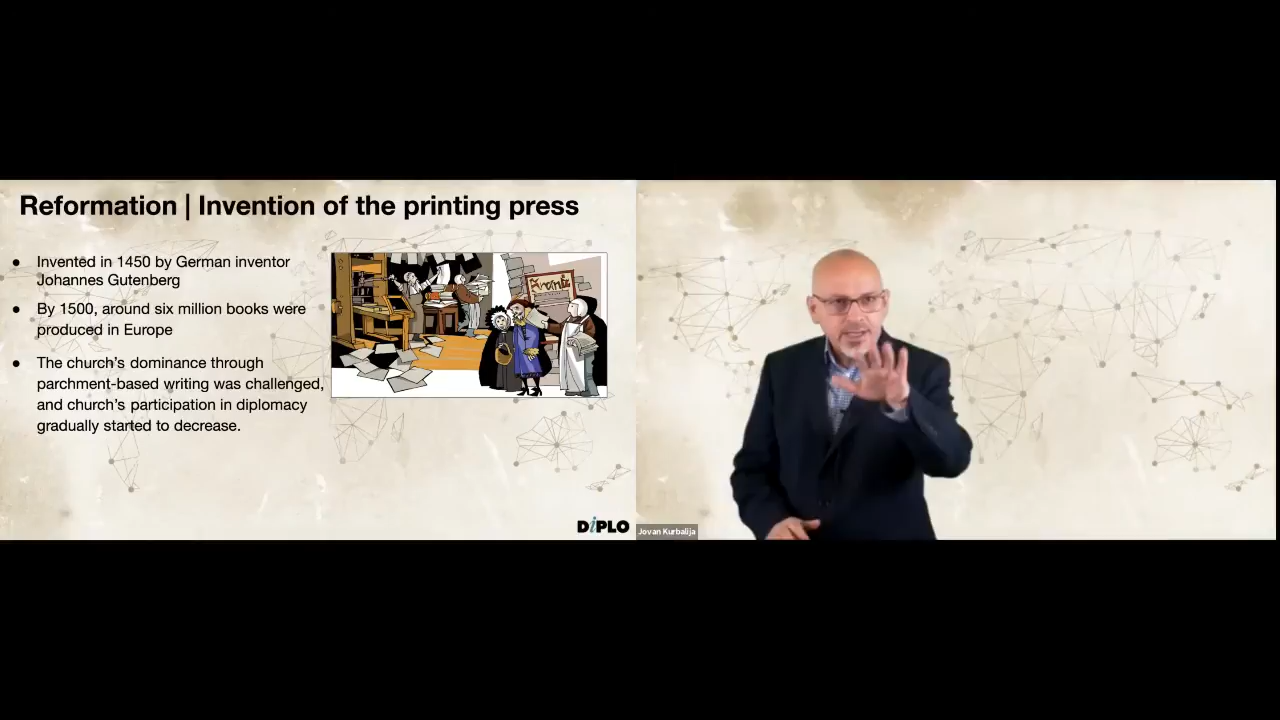 Reformation | Invention of the printing press
● Invented in 1450 by German inventor
Johannes Gutenberg
● By 1500, around six million books were
produced in Europe
● The church's dominance through
parchment-based writing was challenged,
and church's participation in diplomacy
gradually started to decrease.
DiPLO
Jovan Kurbalija